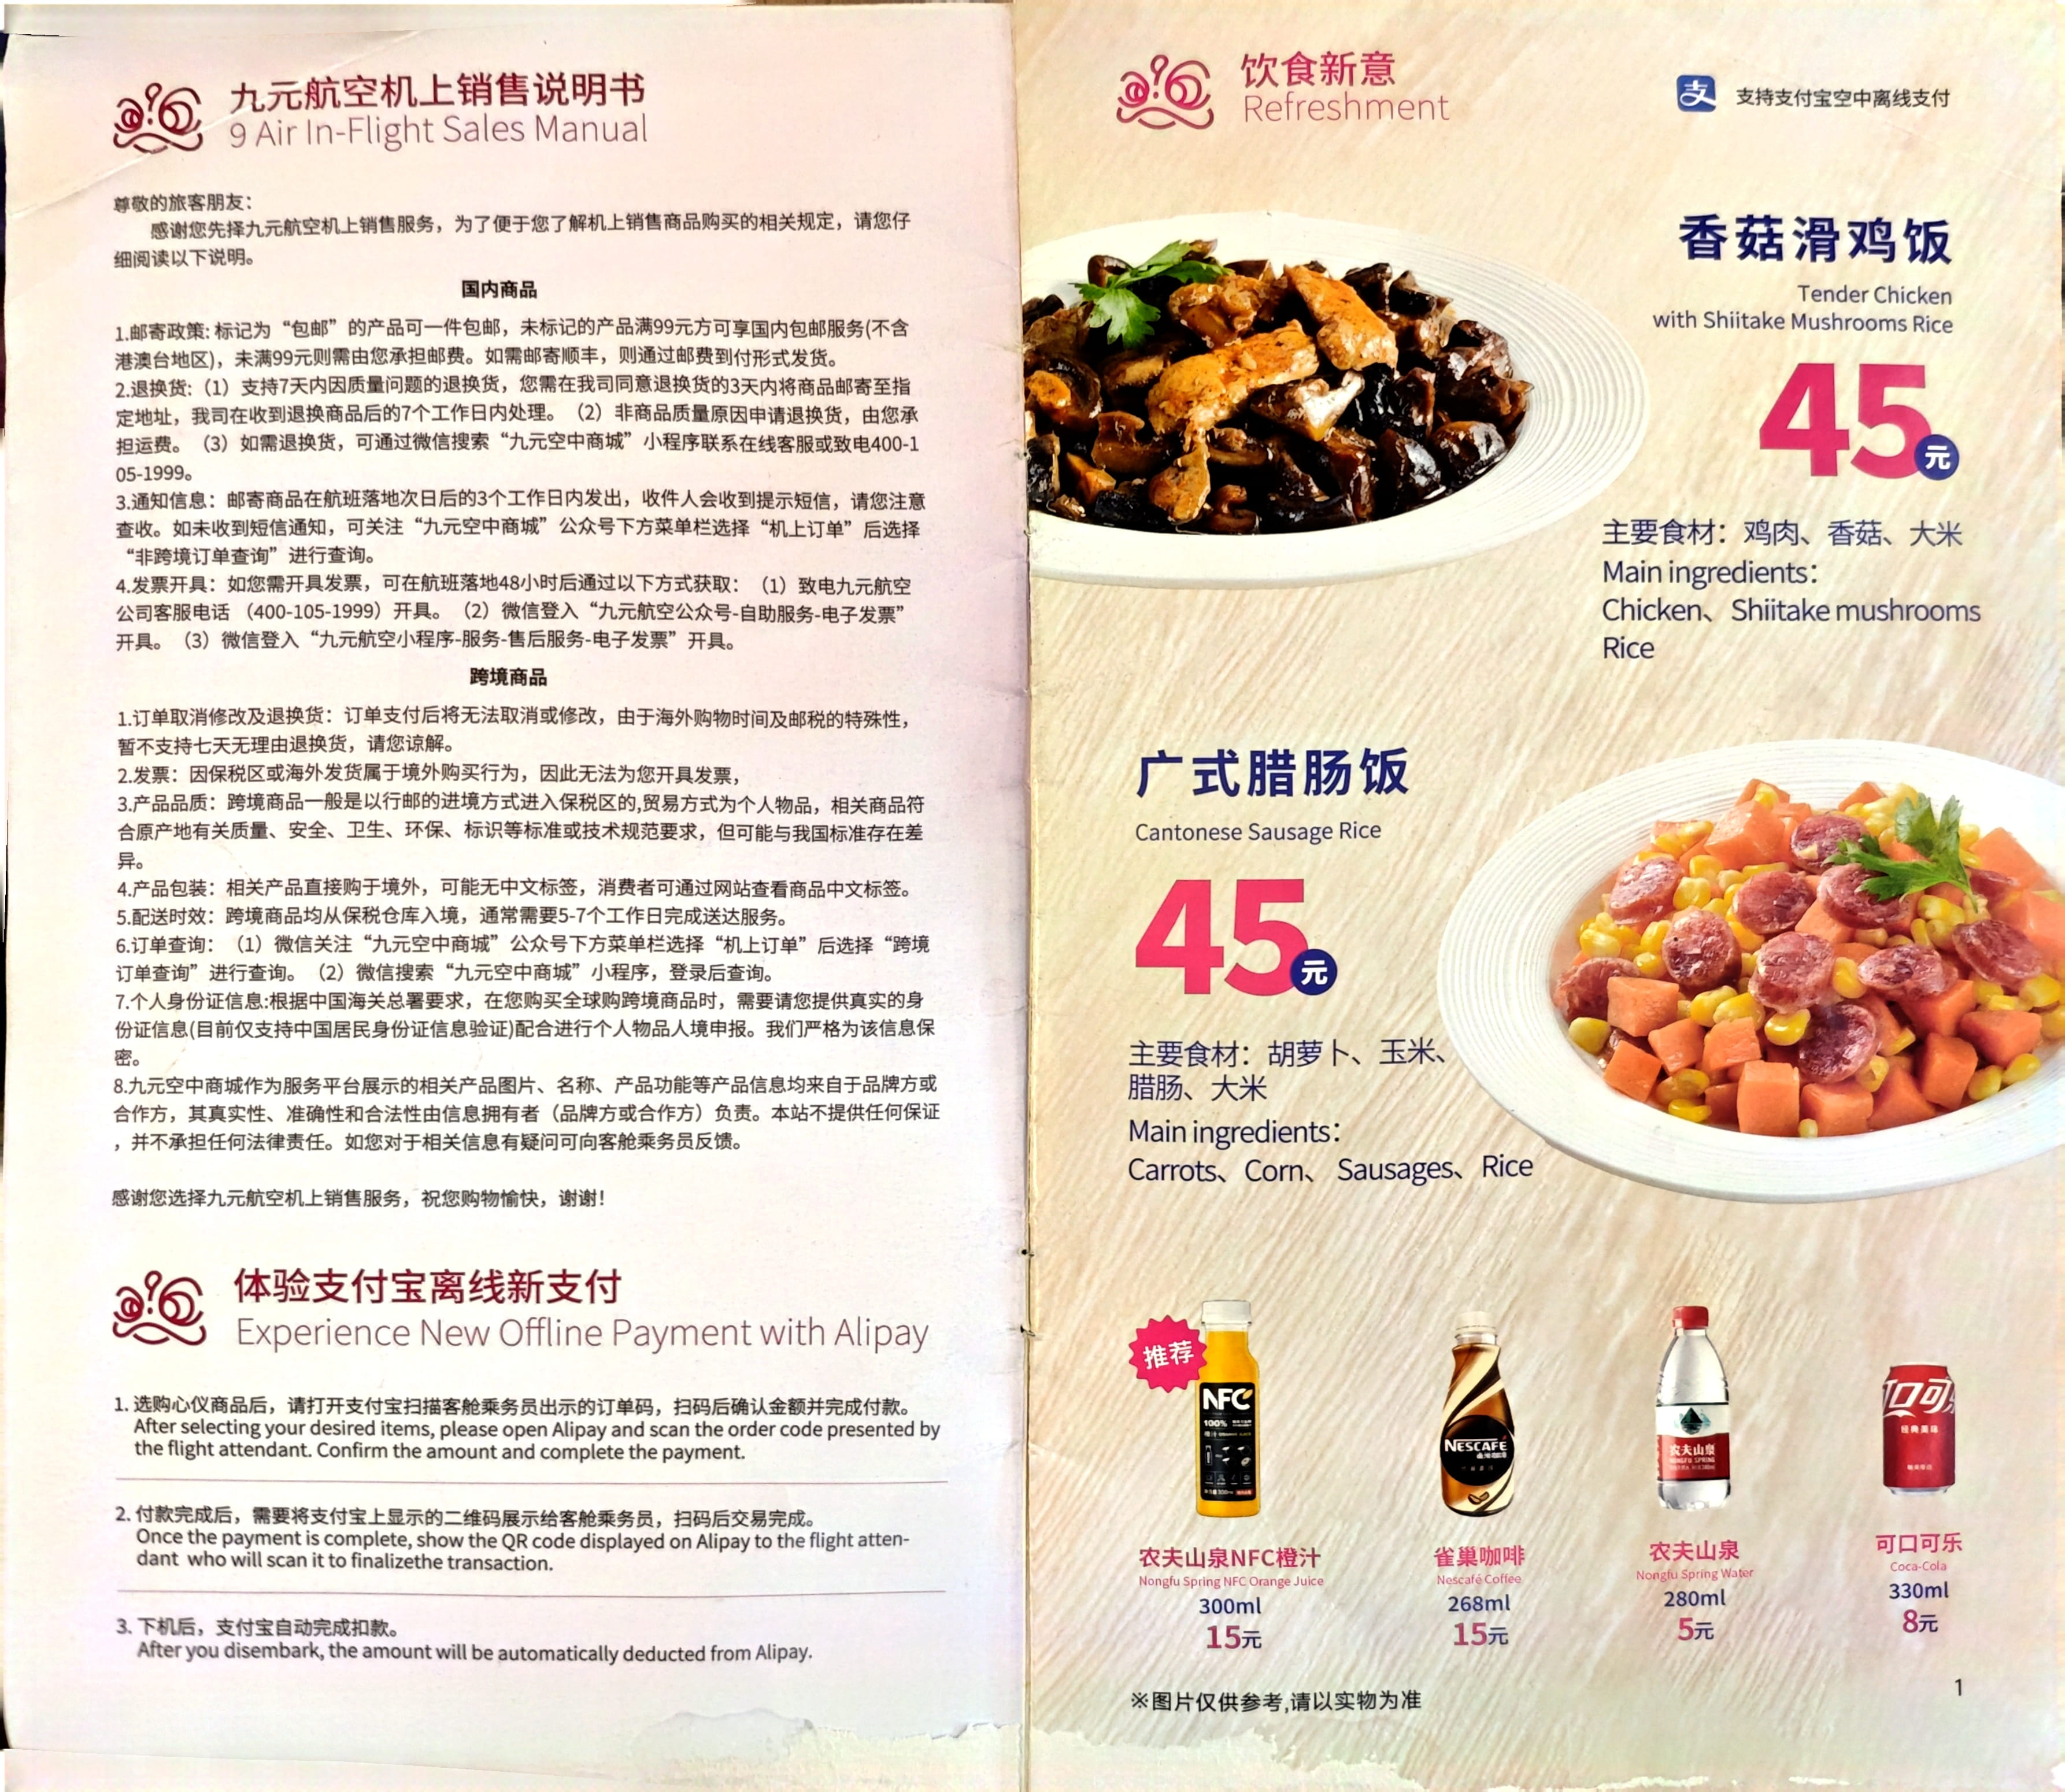 九元航空机上销售说明书
9 Air In-Flight Sales Manual
尊敬的旅客朋友：
感谢您先择九元航空机上销售服务，为了便于您了解机上销售商品购买的相关规定，请您仔
细阅读以下说明。
国内商品
1.邮寄政策: 标记为“包邮”的产品可一件包邮，未标记的产品满99元方可享国内包邮服务(不含
港澳台地区)，未满99元则需由您承担邮费。如需邮寄顺丰，则通过邮费到付形式发货。
2.退换货:（1）支持7天内因质量问题的退换货，您需在我司同意退换货的3天内将商品邮寄至指
定地址，我司在收到退换商品后的7个工作日内处理。（2）非商品质量原因申请退换货，由您承
担运费。（3）如需退换货，可通过微信搜索“九元空中商城”小程序联系在线客服或致电400-1
05-1999。
3.通知信息：邮寄商品在航班落地次日后的3个工作日内发出，收件人会收到提示短信，请您注意
查收。如未收到短信通知，可关注“九元空中商城”公众号下方菜单栏选择“机上订单”后选择
“非跨境订单查询”进行查询。
4.发票开具：如您需开具发票，可在航班落地48小时后通过以下方式获取：（1）致电九元航空
公司客服电话 （400-105-1999）开具。（2）微信登入“九元航空公众号-自助服务-电子发票”
开具。（3）微信登入“九元航空小程序-服务-售后服务-电子发票”开具。
跨境商品
1.订单取消修改及退换货：订单支付后将无法取消或修改，由于海外购物时间及邮税的特殊性，
暂不支持七天无理由退换货，请您谅解。
2.发票：因保税区或海外发货属于境外购买行为，因此无法为您开具发票，
3.产品品质：跨境商品一般是以行邮的进境方式进入保税区的,贸易方式为个人物品，相关商品符
合原产地有关质量、安全、卫生、环保、标识等标准或技术规范要求，但可能与我国标准存在差
异。
4.产品包装：相关产品直接购于境外，可能无中文标签，消费者可通过网站查看商品中文标签。
5.配送时效：跨境商品均从保税仓库入境，通常需要5-7个工作日完成送达服务。
6.订单查询：（1）微信关注“九元空中商城”公众号下方菜单栏选择“机上订单”后选择“跨境
订单查询”进行查询。（2）微信搜索“九元空中商城”小程序，登录后查询。
7.个人身份证信息:根据中国海关总署要求，在您购买全球购跨境商品时，需要请您提供真实的身
份证信息(目前仅支持中国居民身份证信息验证)配合进行个人物品人境申报。我们严格为该信息保
密。
8.九元空中商城作为服务平台展示的相关产品图片、名称、产品功能等产品信息均来自于品牌方或
合作方，其真实性、准确性和合法性由信息拥有者（品牌方或合作方）负责。本站不提供任何保证
，并不承担任何法律责任。如您对于相关信息有疑问可向客舱乘务员反馈。
感谢您选择九元航空机上销售服务，祝您购物愉快，谢谢！
体验支付宝离线新支付
Experience New Offline Payment with Alipay
1. 选购心仪商品后，请打开支付宝扫描客舱乘务员出示的订单码，扫码后确认金额并完成付款。
After selecting your desired items, please open Alipay and scan the order code presented by
the flight attendant. Confirm the amount and complete the payment.
2. 付款完成后，需要将支付宝上显示的二维码展示给客舱乘务员，扫码后交易完成。
Once the payment is complete, show the QR code displayed on Alipay to the flight atten-
dant who will scan it to finalizethe transaction.
3. 下机后，支付宝自动完成扣款。
After you disembark, the amount will be automatically deducted from Alipay.
饮食新意
Refreshment
支 支持支付宝空中离线支付
香菇滑鸡饭
Tender Chicken
with Shiitake Mushrooms Rice
45元
主要食材：鸡肉、香菇、大米
Main ingredients：
Chicken、Shiitake mushrooms
Rice
广式腊肠饭
Cantonese Sausage Rice
45元
主要食材：胡萝卜、玉米、
腊肠、大米
Main ingredients：
Carrots、Corn、 Sausages、Rice
推荐
NFC
100%
橙汁
NESCAFÉ
农夫山泉
NONGFU SPRING
可口可乐
经典美味
农夫山泉NFC橙汁
Nongfu Spring NFC Orange Juice
300ml
15元
雀巢咖啡
Nescafé Coffee
268ml
15元
农夫山泉
Nongfu Spring Water
280ml
5元
可口可乐
Coca-Cola
330ml
8元
※图片仅供参考,请以实物为准
1